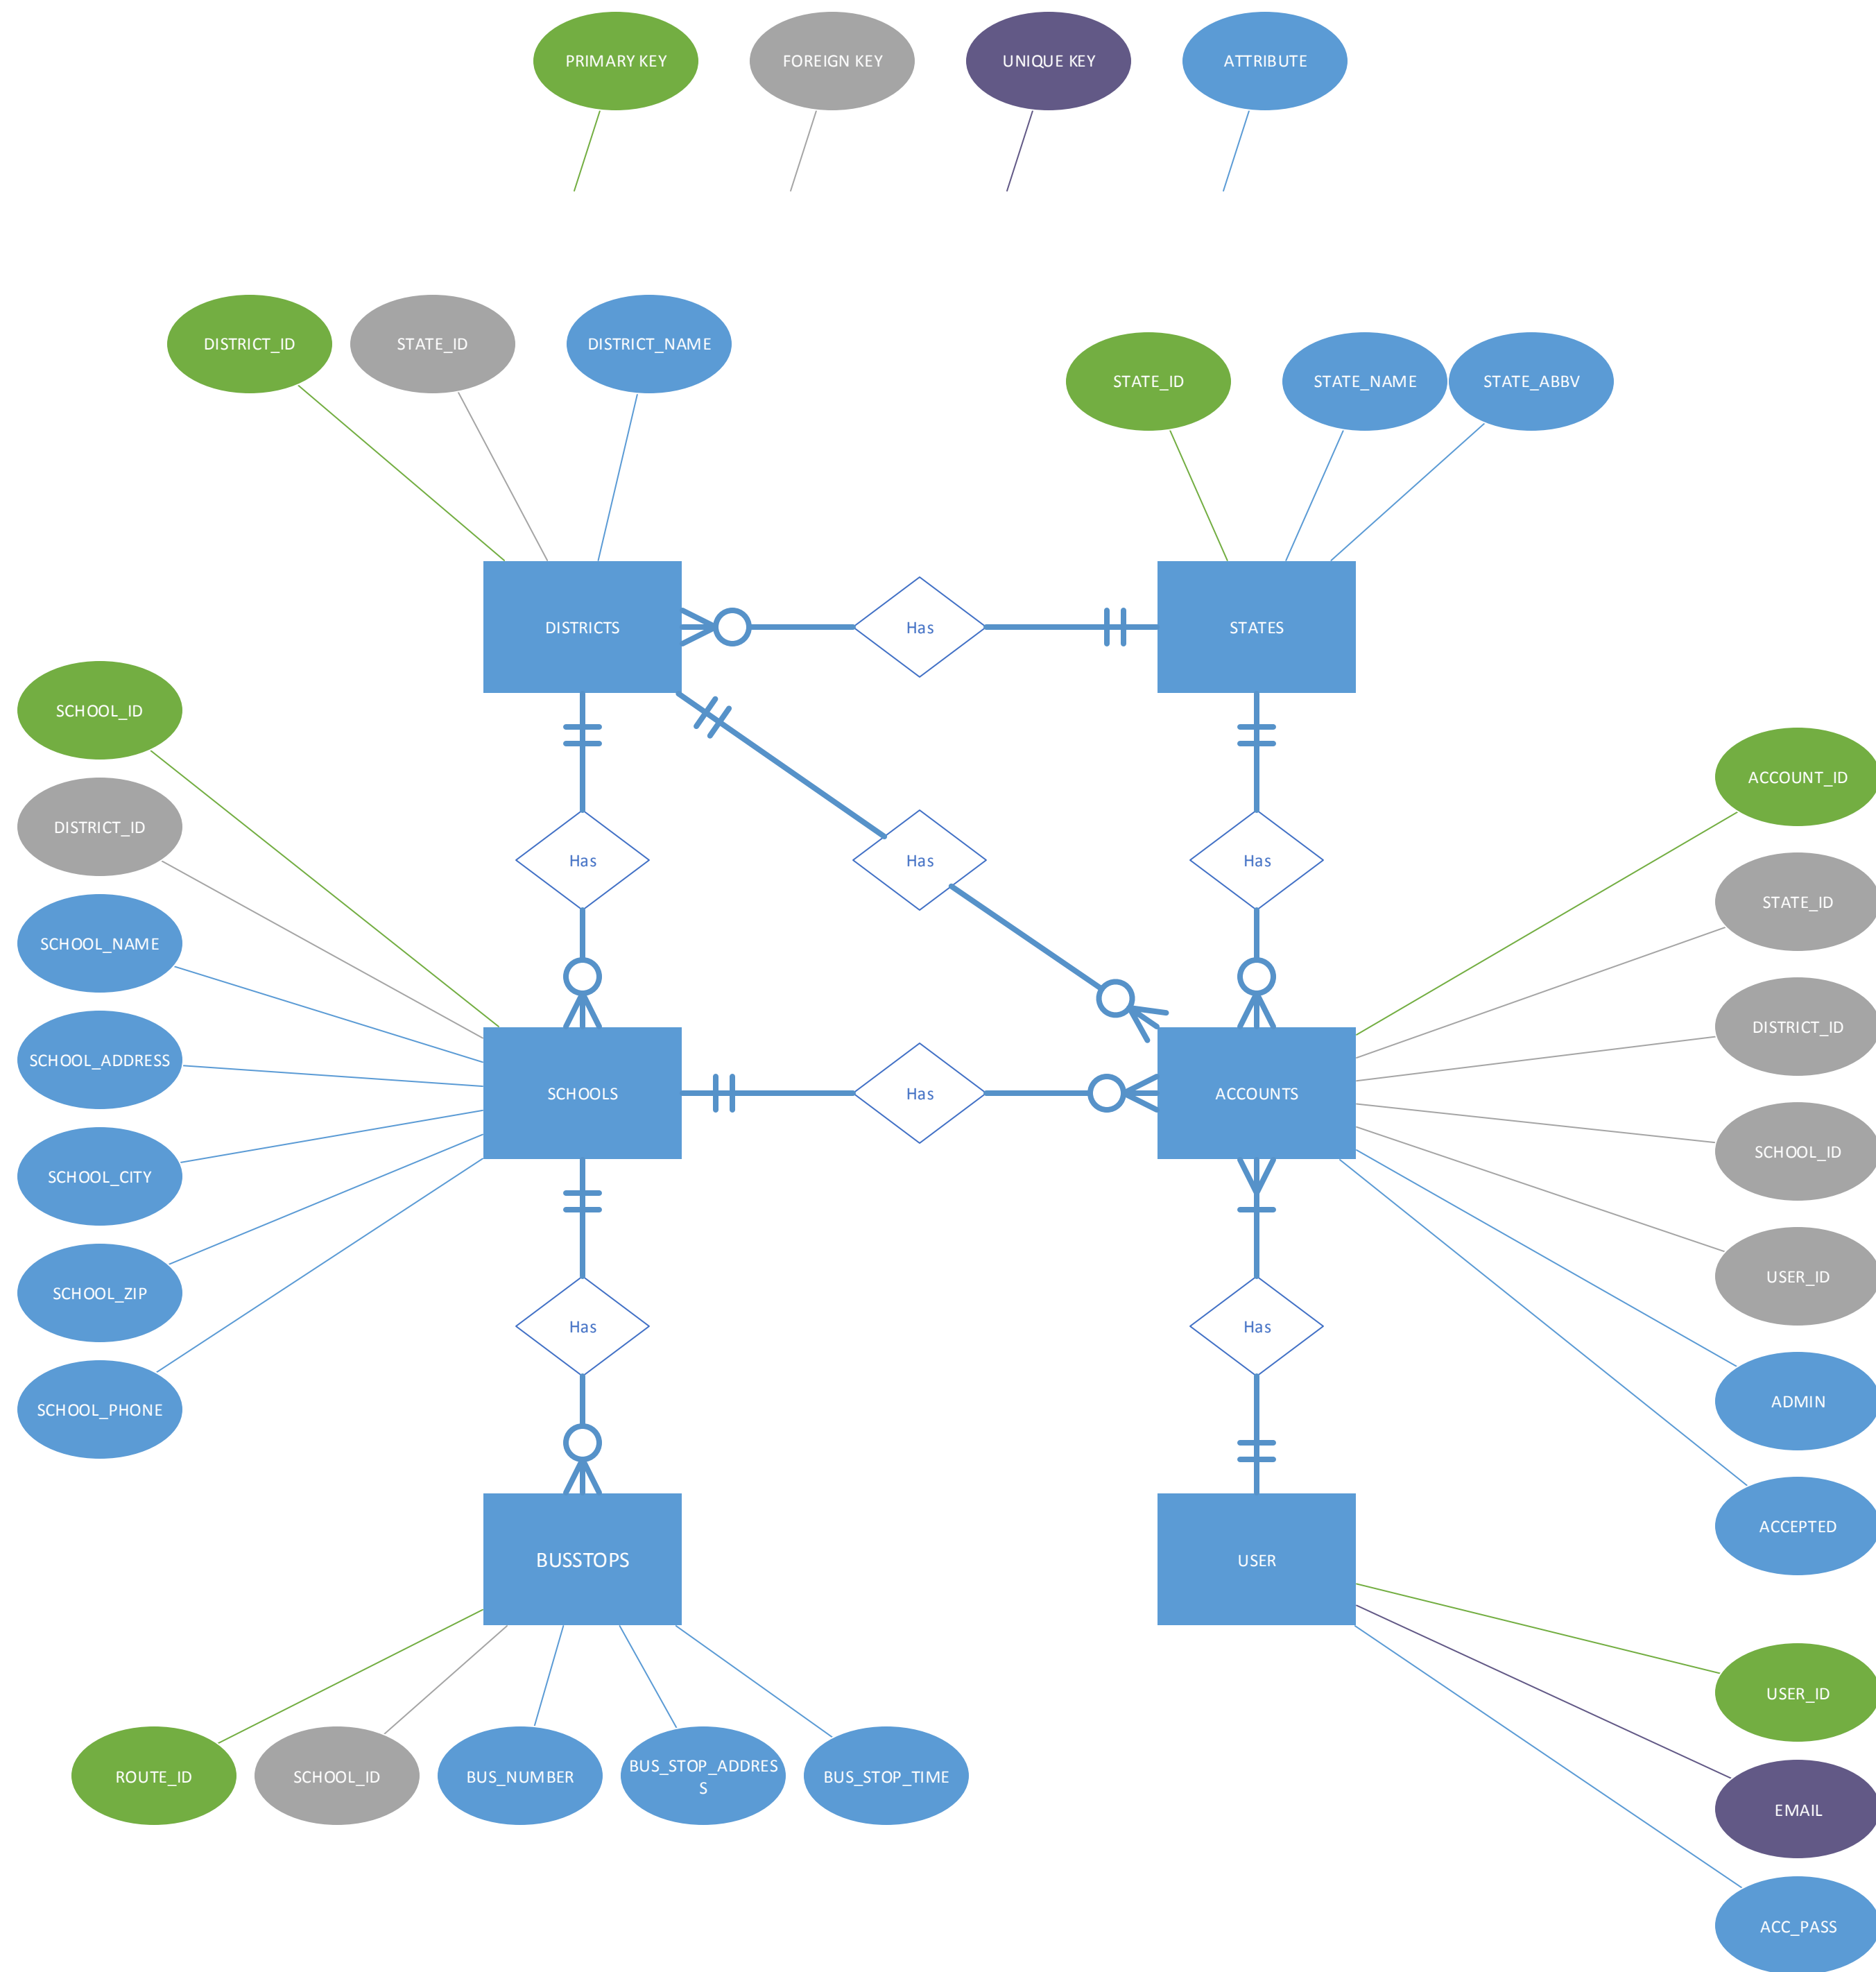 PRIMARY KEY
FOREIGN KEY
UNIQUE KEY
ATTRIBUTE
DISTRICT_ID
STATE_ID
DISTRICT_NAME
STATE_ID
STATE_NAME
STATE_ABBV
DISTRICTS
Has
STATES
SCHOOL_ID
DISTRICT_ID
SCHOOL_NAME
SCHOOL_ADDRESS
SCHOOL_CITY
SCHOOL_ZIP
SCHOOL_PHONE
Has
Has
Has
ACCOUNT_ID
STATE_ID
DISTRICT_ID
SCHOOL_ID
USER_ID
ADMIN
ACCEPTED
SCHOOLS
Has
ACCOUNTS
Has
Has
BUSSTOPS
USER
ROUTE_ID
SCHOOL_ID
BUS_NUMBER
BUS_STOP_ADDRES
S
BUS_STOP_TIME
USER_ID
EMAIL
ACC_PASS